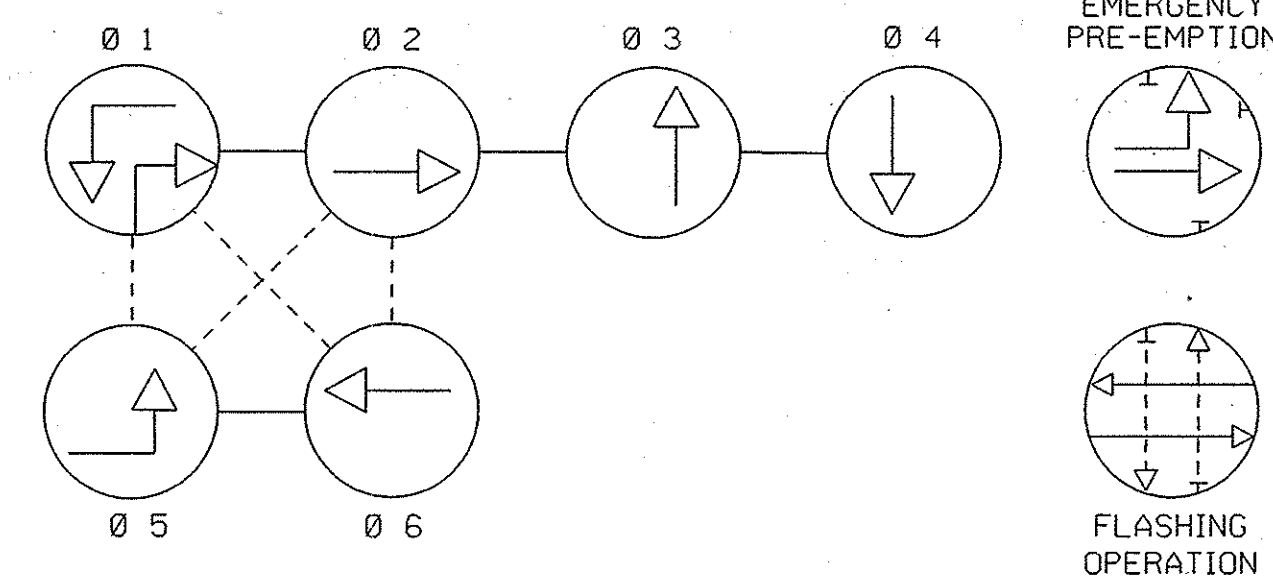 Ø 1
Ø 2
Ø 3
Ø 4
EMERGENCY
PRE-EMPTION
Ø 5
Ø 6
FLASHING
OPERATION